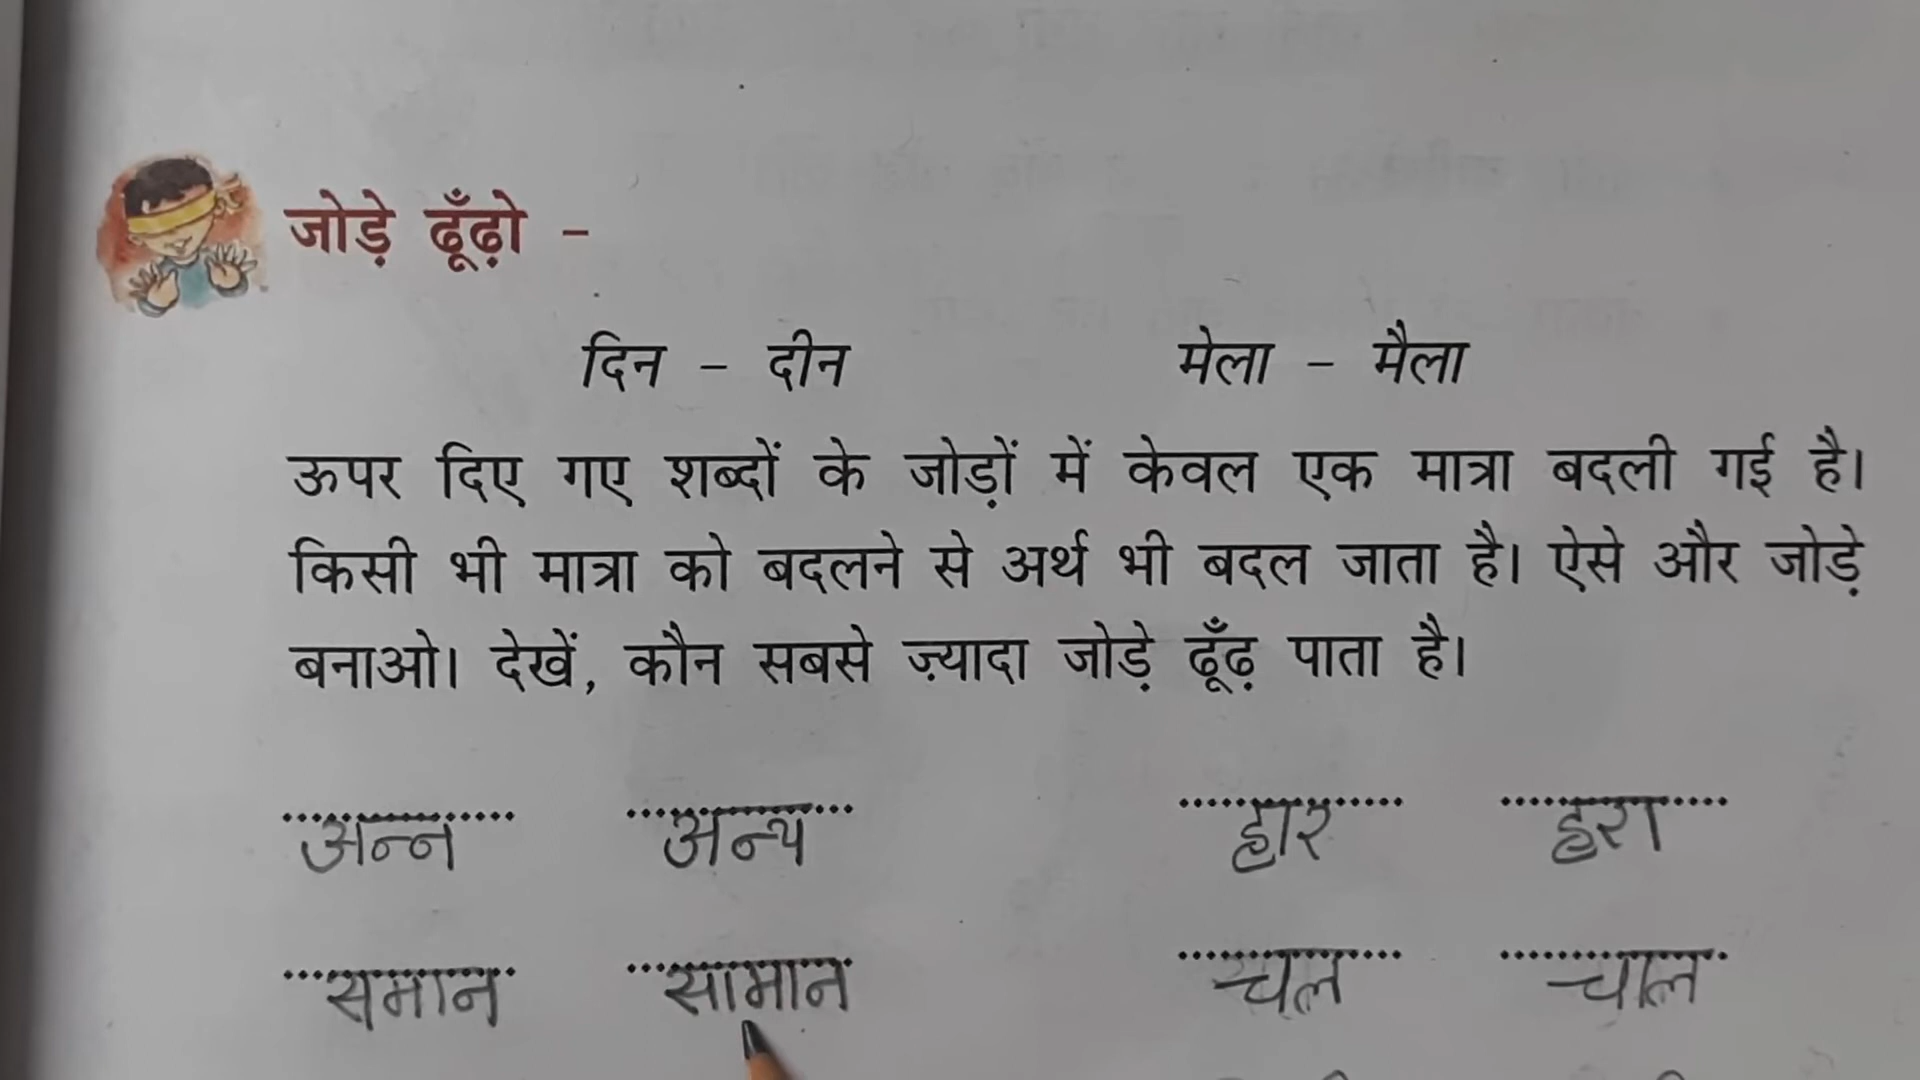 जोड़े ढूँढ़ो -
दिन - दीन मेला - मैला
ऊपर दिए गए शब्दों के जोड़ों में केवल एक मात्रा बदली गई है।
किसी भी मात्रा को बदलने से अर्थ भी बदल जाता है। ऐसे और जोड़े
बनाओ। देखें, कौन सबसे ज़्यादा जोड़े ढूँढ़ पाता है।
अन्न अन्य हार हरा
समान सामान चल चाल